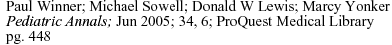 Paul Winner; Michael Sowell; Donald W Lewis; Marcy Yonker
Pediatric Annals; Jun 2005; 34, 6; ProQuest Medical Library
pg. 448